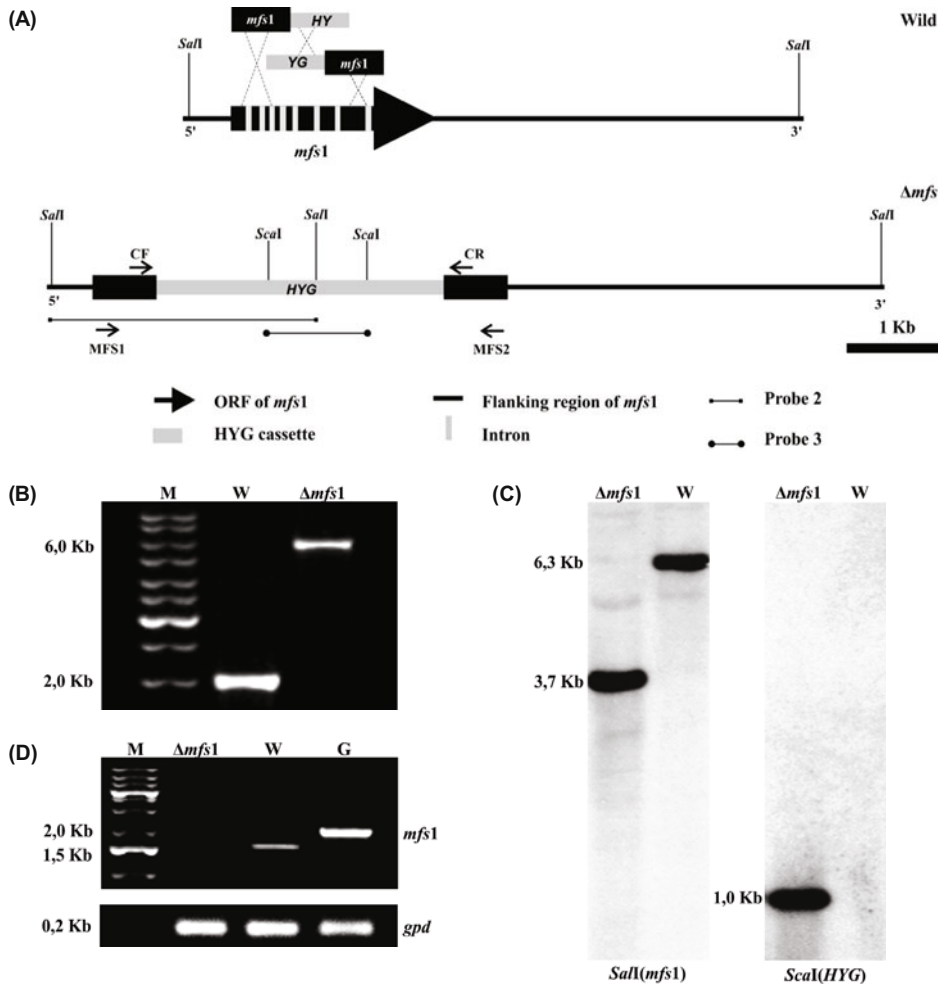 (A)
Wild
mfs1
HY
YG
mfs1
SalI
SalI
5'
3'
mfs1
Δmfs
SalI
ScaI
SalI
ScaI
SalI
CF
CR
HYG
5'
3'
MFS1
MFS2
1 Kb
ORF of mfs1
Flanking region of mfs1
Probe 2
HYG cassette
Intron
Probe 3
(B)
M W Δmfs1
6,0 Kb
2,0 Kb
(C)
Δmfs1 W
Δmfs1 W
6,3 Kb
3,7 Kb
1,0 Kb
SalI(mfs1)
ScaI(HYG)
(D)
M Δmfs1 W G
2,0 Kb
1,5 Kb
mfs1
0,2 Kb
gpd